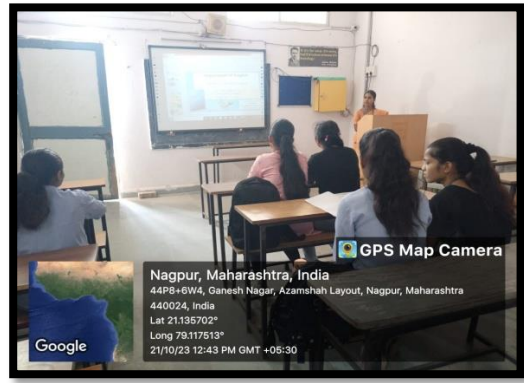 GPS Map Camera
Nagpur, Maharashtra, India
44P8+6W4, Ganesh Nagar, Azamshah Layout, Nagpur, Maharashtra
440024, India
Lat 21.135702°
Long 79.117513°
21/10/23 12:43 PM GMT +05:30
Google